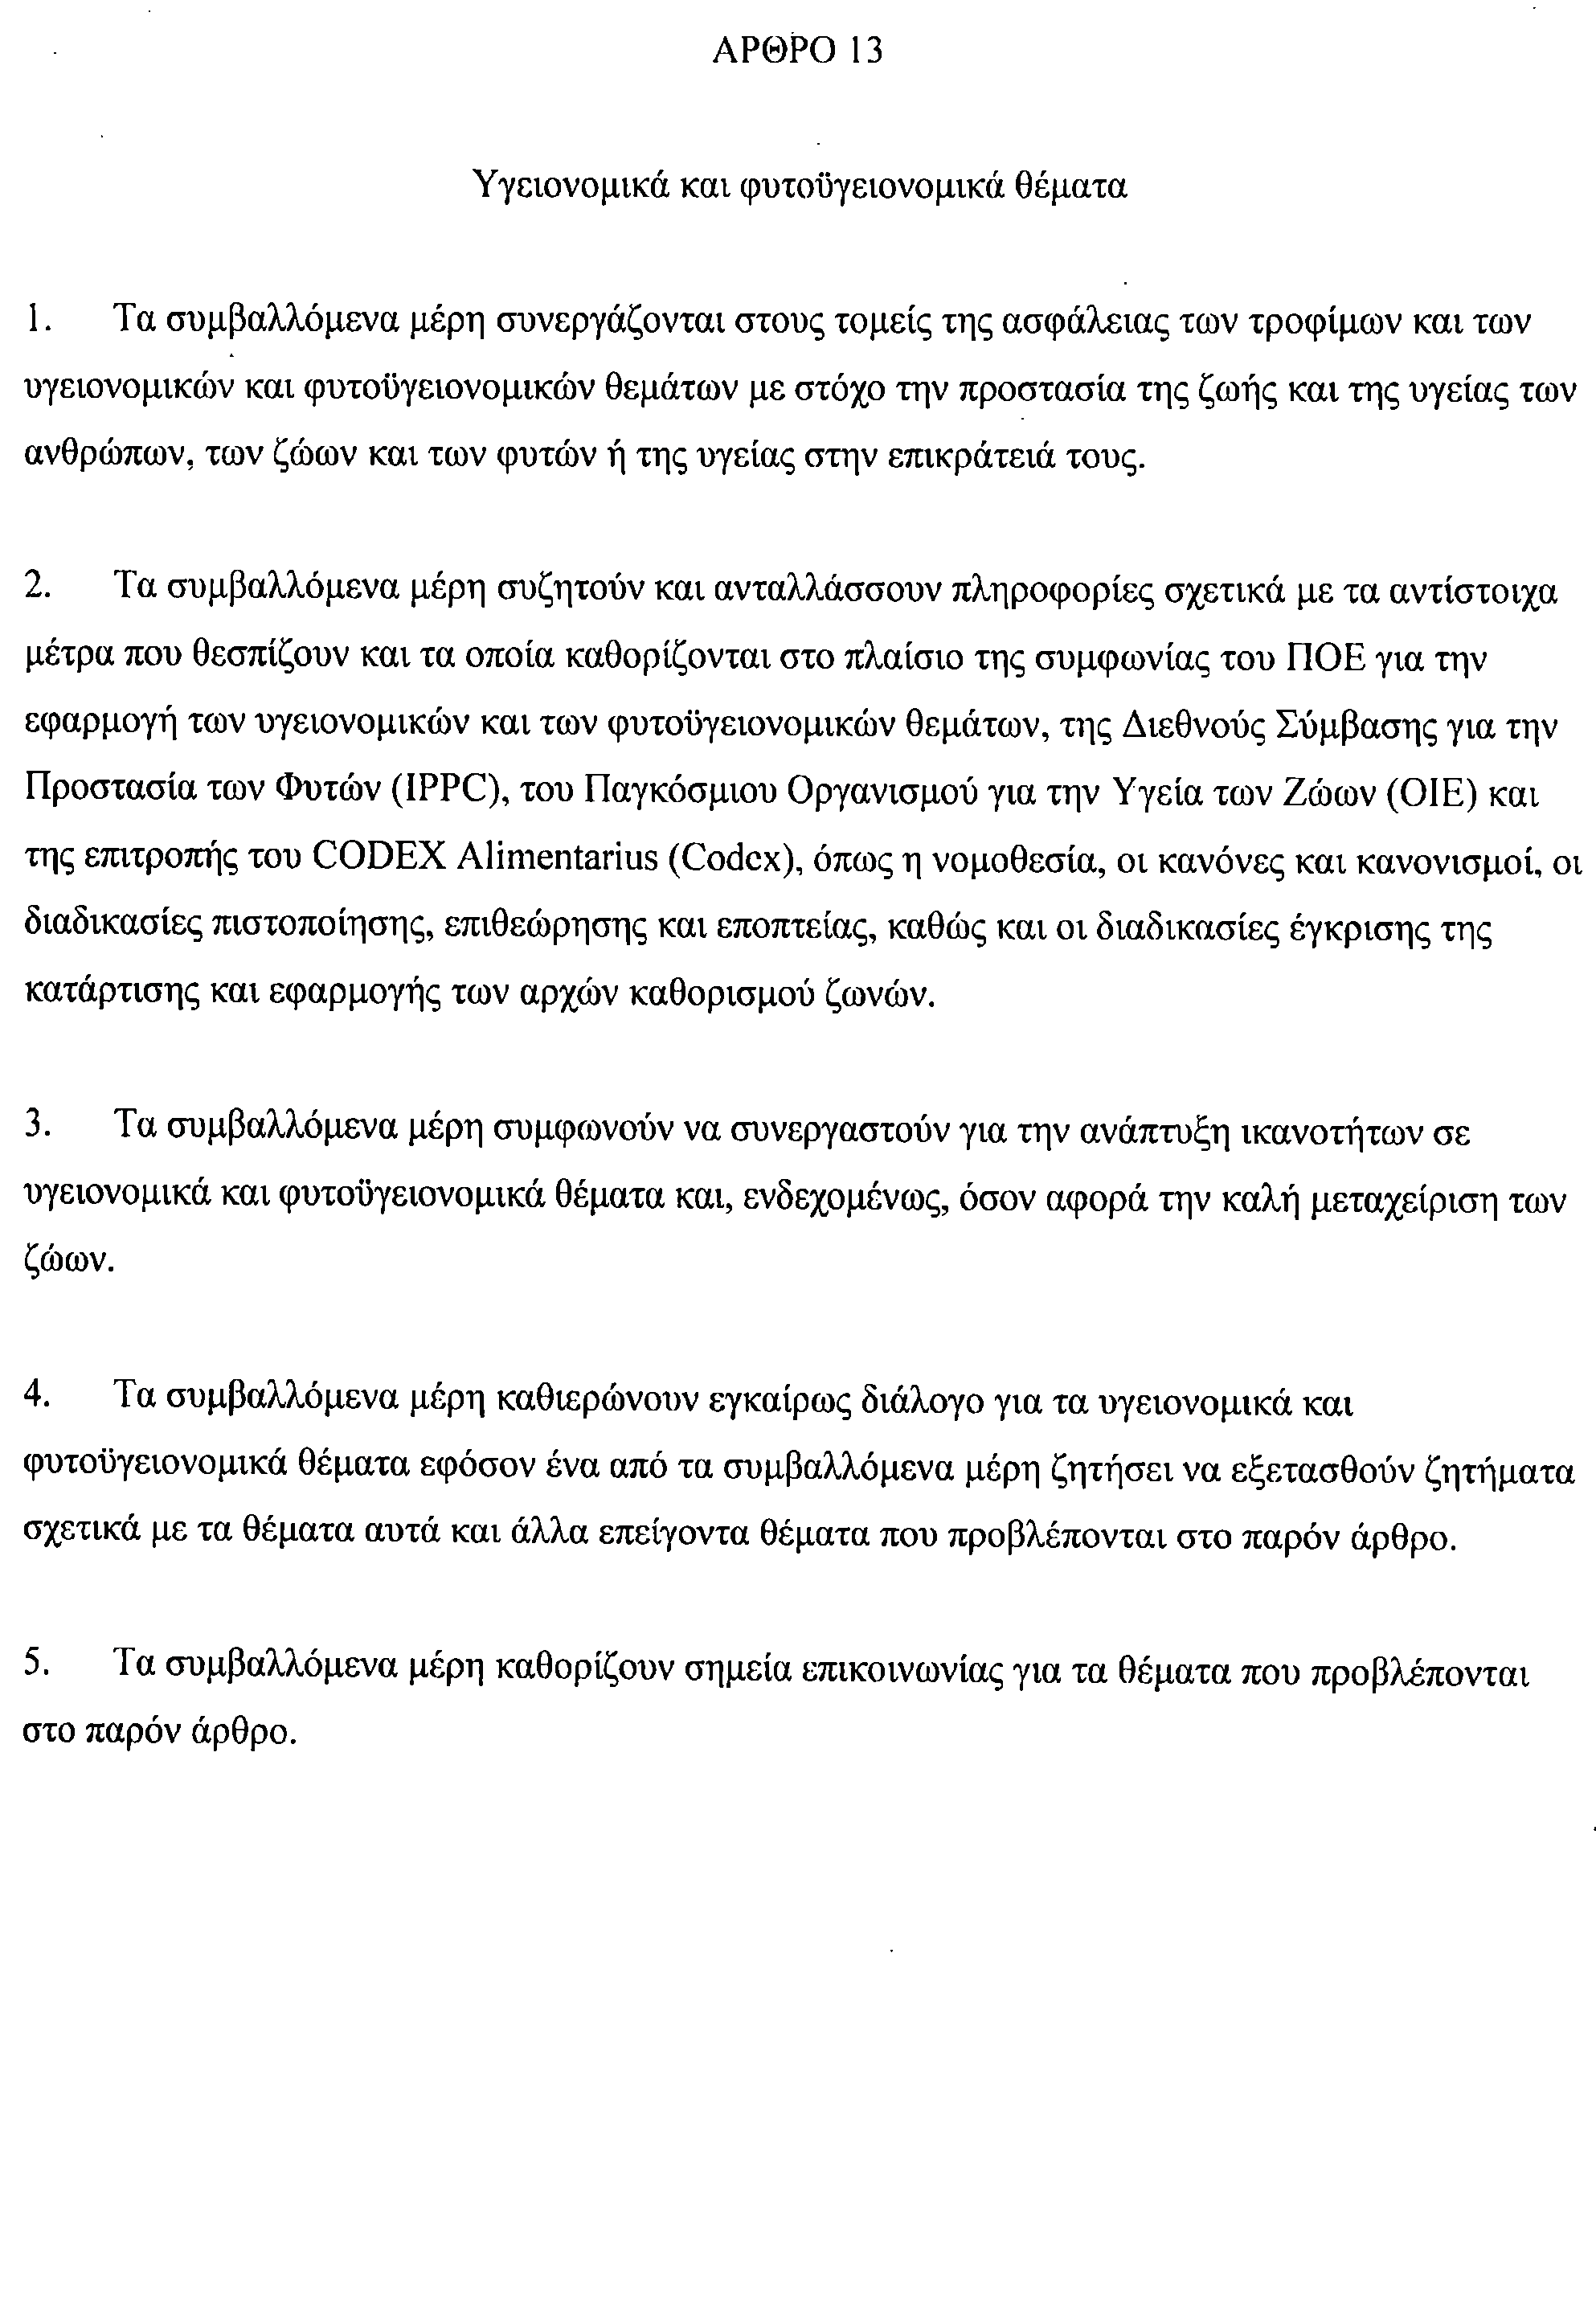 ΑΡΘΡΟ 13
Υγειονομικά και φυτοϋγειονομικά θέματα
1. Τα συμβαλλόμενα μέρη συνεργάζονται στους τομείς της ασφάλειας των τροφίμων και των
υγειονομικών και φυτοϋγειονομικών θεμάτων με στόχο την προστασία της ζωής και της υγείας των
ανθρώπων, των ζώων και των φυτών ή της υγείας στην επικράτειά τους.
2. Τα συμβαλλόμενα μέρη συζητούν και ανταλλάσσουν πληροφορίες σχετικά με τα αντίστοιχα
μέτρα που θεσπίζουν και τα οποία καθορίζονται στο πλαίσιο της συμφωνίας του ΠΟΕ για την
εφαρμογή των υγειονομικών και των φυτοϋγειονομικών θεμάτων, της Διεθνούς Σύμβασης για την
Προστασία των Φυτών (IPPC), του Παγκόσμιου Οργανισμού για την Υγεία των Ζώων (OIE) και
της επιτροπής του CODEX Alimentarius (Codex), όπως η νομοθεσία, οι κανόνες και κανονισμοί, οι
διαδικασίες πιστοποίησης, επιθεώρησης και εποπτείας, καθώς και οι διαδικασίες έγκρισης της
κατάρτισης και εφαρμογής των αρχών καθορισμού ζωνών.
3. Τα συμβαλλόμενα μέρη συμφωνούν να συνεργαστούν για την ανάπτυξη ικανοτήτων σε
υγειονομικά και φυτοϋγειονομικά θέματα και, ενδεχομένως, όσον αφορά την καλή μεταχείριση των
ζώων.
4. Τα συμβαλλόμενα μέρη καθιερώνουν εγκαίρως διάλογο για τα υγειονομικά και
φυτοϋγειονομικά θέματα εφόσον ένα από τα συμβαλλόμενα μέρη ζητήσει να εξετασθούν ζητήματα
σχετικά με τα θέματα αυτά και άλλα επείγοντα θέματα που προβλέπονται στο παρόν άρθρο.
5. Τα συμβαλλόμενα μέρη καθορίζουν σημεία επικοινωνίας για τα θέματα που προβλέπονται
στο παρόν άρθρο.